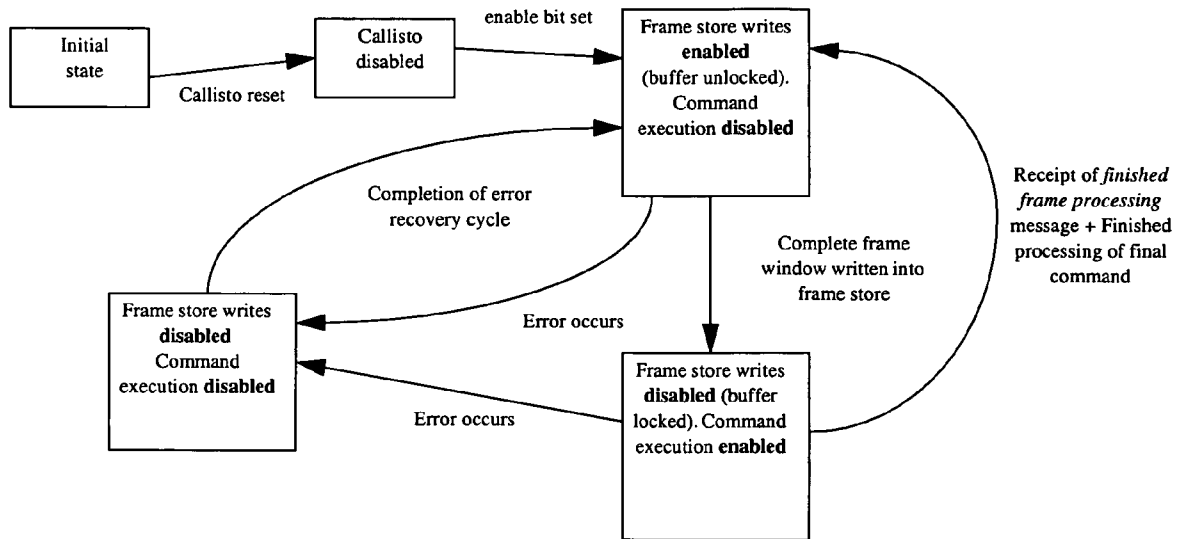 Initial
state
Callisto reset
Callisto
disabled
enable bit set
Frame store writes
enabled
(buffer unlocked).
Command
execution disabled
Receipt of finished
frame processing
message + Finished
processing of final
command
Completion of error
recovery cycle
Complete frame
window written into
frame store
Error occurs
Frame store writes
disabled
Command
execution disabled
Error occurs
Frame store writes
disabled (buffer
locked). Command
execution enabled